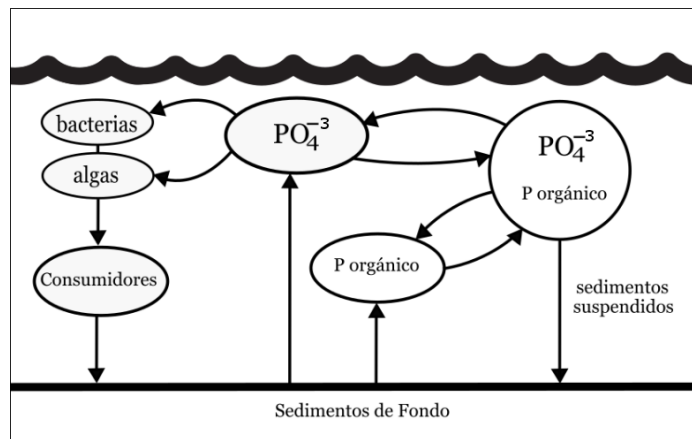 bacterias
algas
Consumidores
PO₄⁻³
PO₄⁻³
P orgánico
P orgánico
sedimentos
suspendidos
Sedimentos de Fondo